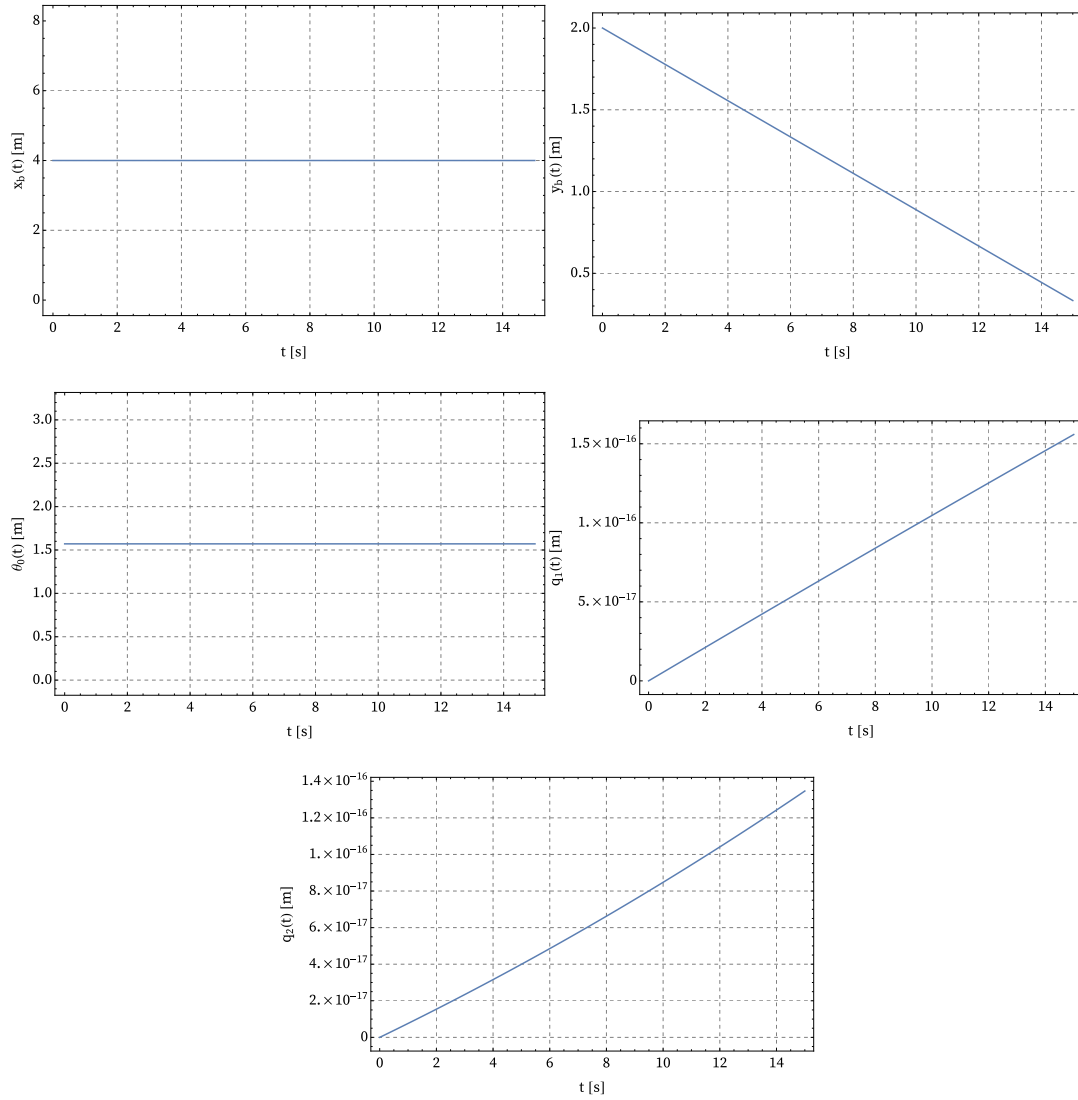 8
6
4
2
0
x_b(t) [m]
0 2 4 6 8 10 12 14
t [s]
2.0
1.5
1.0
0.5
y_b(t) [m]
0 2 4 6 8 10 12 14
t [s]
3.0
2.5
2.0
1.5
1.0
0.5
0.0
θ_0(t) [m]
0 2 4 6 8 10 12 14
t [s]
1.5×10^-16
1.×10^-16
5.×10^-17
0
q_1(t) [m]
0 2 4 6 8 10 12 14
t [s]
1.4×10^-16
1.2×10^-16
1.×10^-16
8.×10^-17
6.×10^-17
4.×10^-17
2.×10^-17
0
q_2(t) [m]
0 2 4 6 8 10 12 14
t [s]